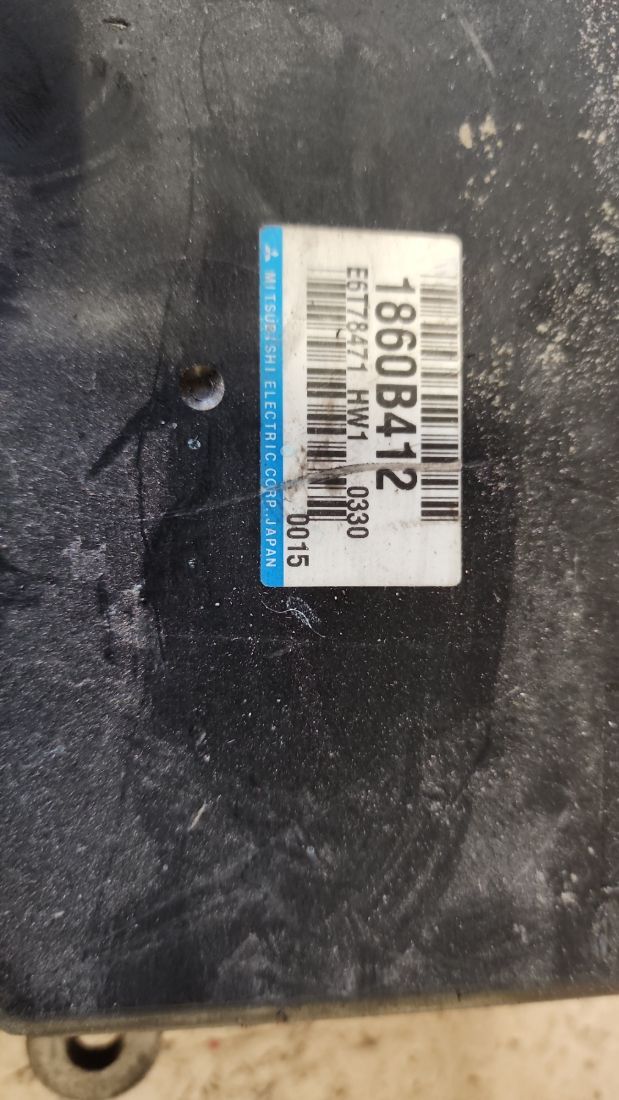 1860B412
E6T78471 HW1 0330
0015
MITSUBISHI ELECTRIC CORP. JAPAN